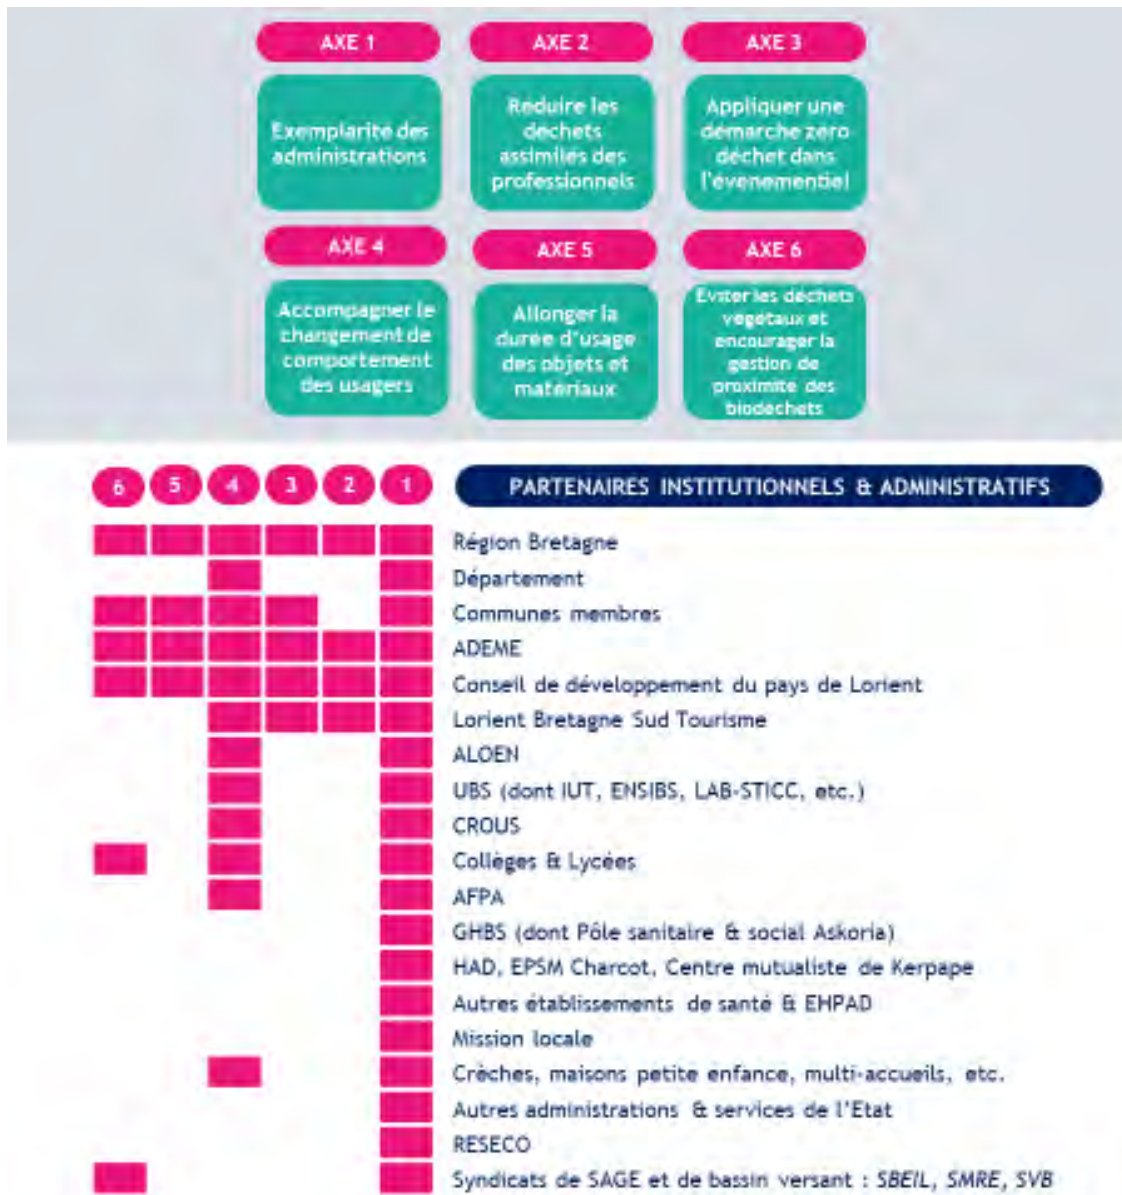 AXE 1
AXE 2
AXE 3
Exemplarité des
administrations
Réduire les
déchets
assimilés des
professionnels
Appliquer une
démarche zéro
déchet dans
l'évènementiel
AXE 4
AXE 5
AXE 6
Accompagner le
changement de
comportement
des usagers
Allonger la
durée d'usage
des objets et
matériaux
Eviter les déchets
végétaux et
encourager la
gestion de
proximité des
biodéchets
6 5 4 3 2 1 PARTENAIRES INSTITUTIONNELS & ADMINISTRATIFS
Région Bretagne
Département
Communes membres
ADEME
Conseil de développement du pays de Lorient
Lorient Bretagne Sud Tourisme
ALOEN
UBS (dont IUT, ENSIBS, LAB-STICC, etc.)
CROUS
Collèges & Lycées
AFPA
GHBS (dont Pôle sanitaire & social Askoria)
HAD, EPSM Charcot, Centre mutualiste de Kerpape
Autres établissements de santé & EHPAD
Mission locale
Crèches, maisons petite enfance, multi-accueils, etc.
Autres administrations & services de l'Etat
RESECO
Syndicats de SAGE et de bassin versant : SBEIL, SMRE, SVB